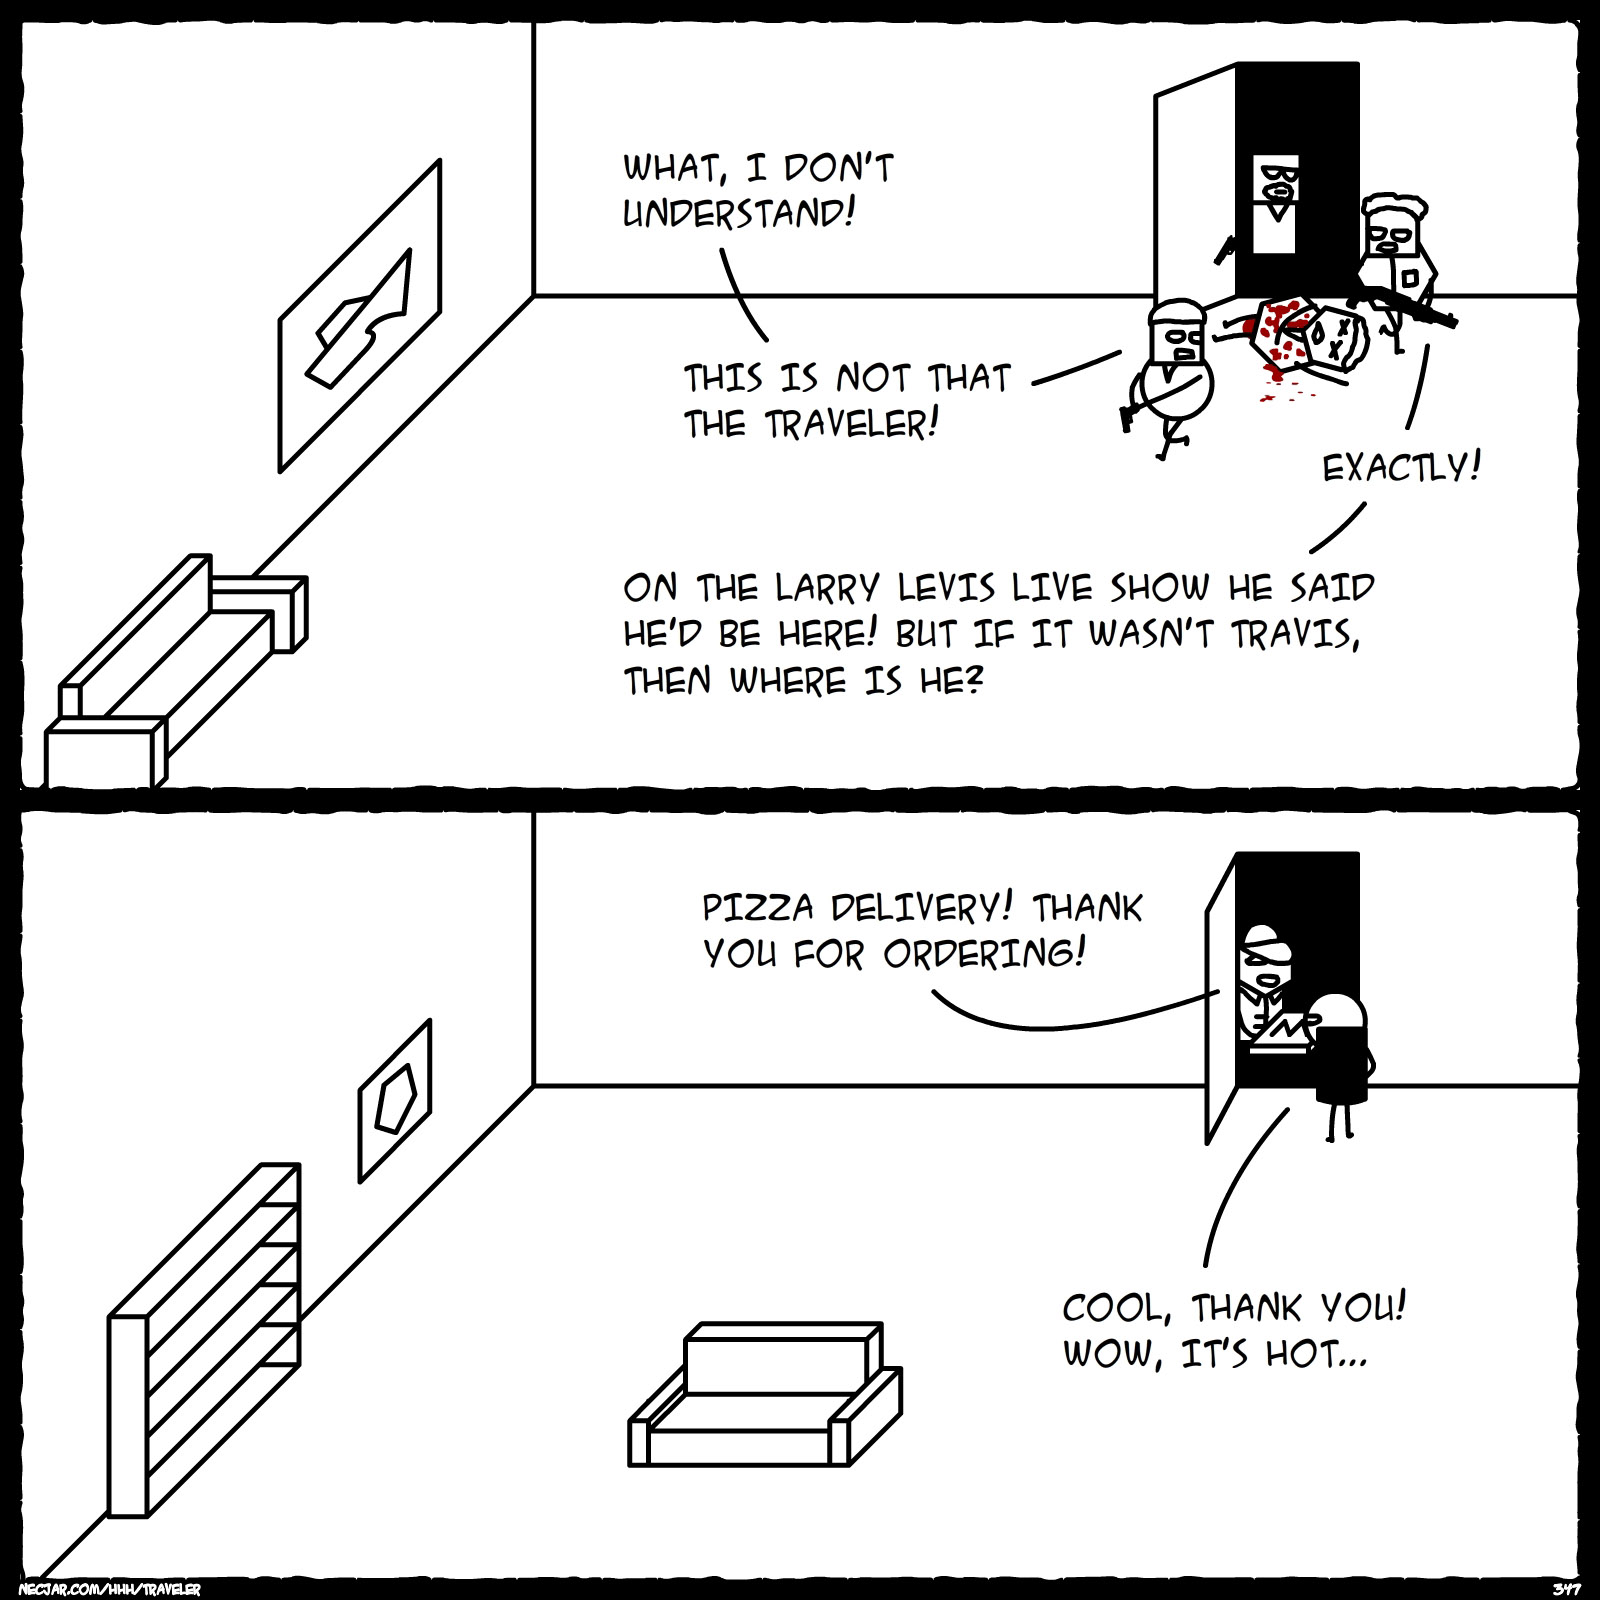 WHAT, I DON'T
UNDERSTAND!
THIS IS NOT THAT
THE TRAVELER!
EXACTLY!
ON THE LARRY LEVIS LIVE SHOW HE SAID
HE'D BE HERE! BUT IF IT WASN'T TRAVIS,
THEN WHERE IS HE?
PIZZA DELIVERY! THANK
YOU FOR ORDERING!
COOL, THANK YOU!
WOW, IT'S HOT...
NECJAR.COM/HHH/TRAVELER
347